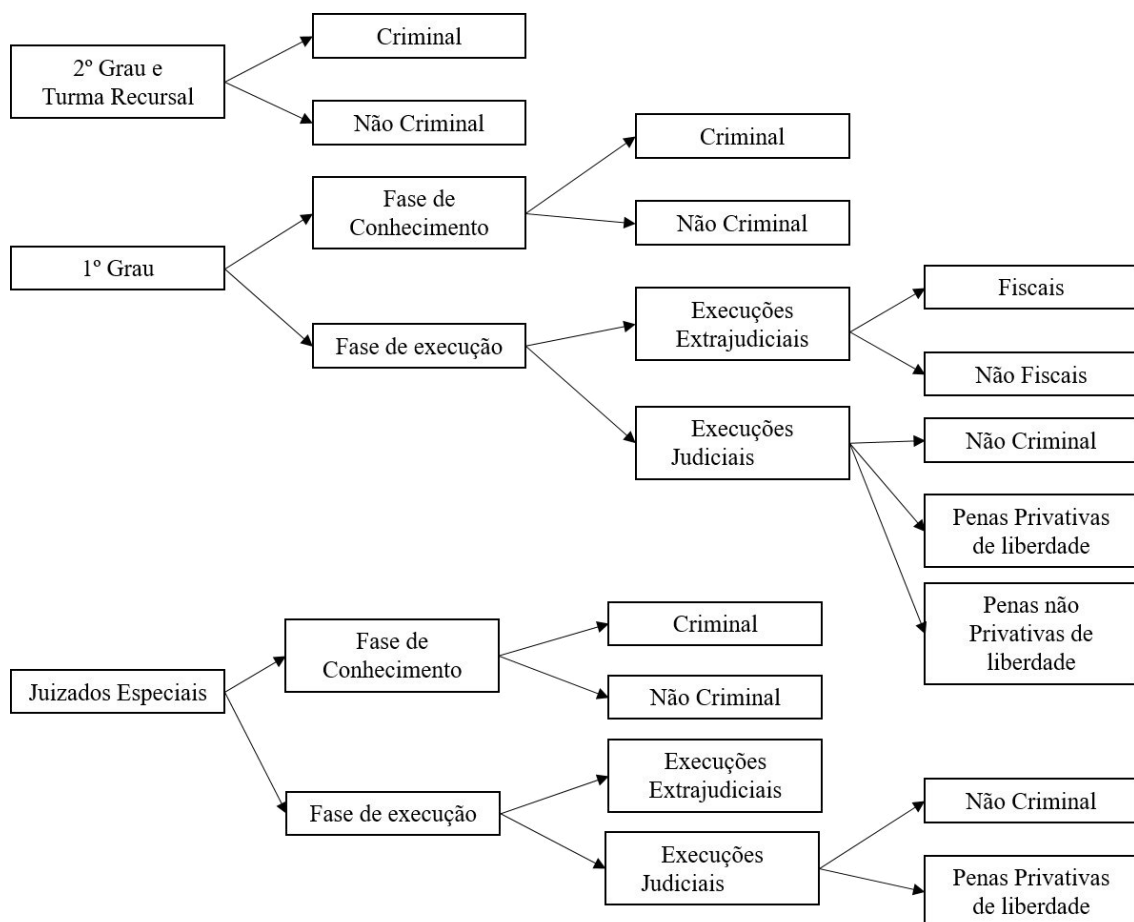 2º Grau e
Turma Recursal
Criminal
Não Criminal
1º Grau
Fase de
Conhecimento
Criminal
Não Criminal
Fase de execução
Execuções
Extrajudiciais
Fiscais
Não Fiscais
Execuções
Judiciais
Não Criminal
Penas Privativas
de liberdade
Penas não
Privativas de
liberdade
Juizados Especiais
Fase de
Conhecimento
Criminal
Não Criminal
Fase de execução
Execuções
Extrajudiciais
Execuções
Judiciais
Não Criminal
Penas Privativas
de liberdade